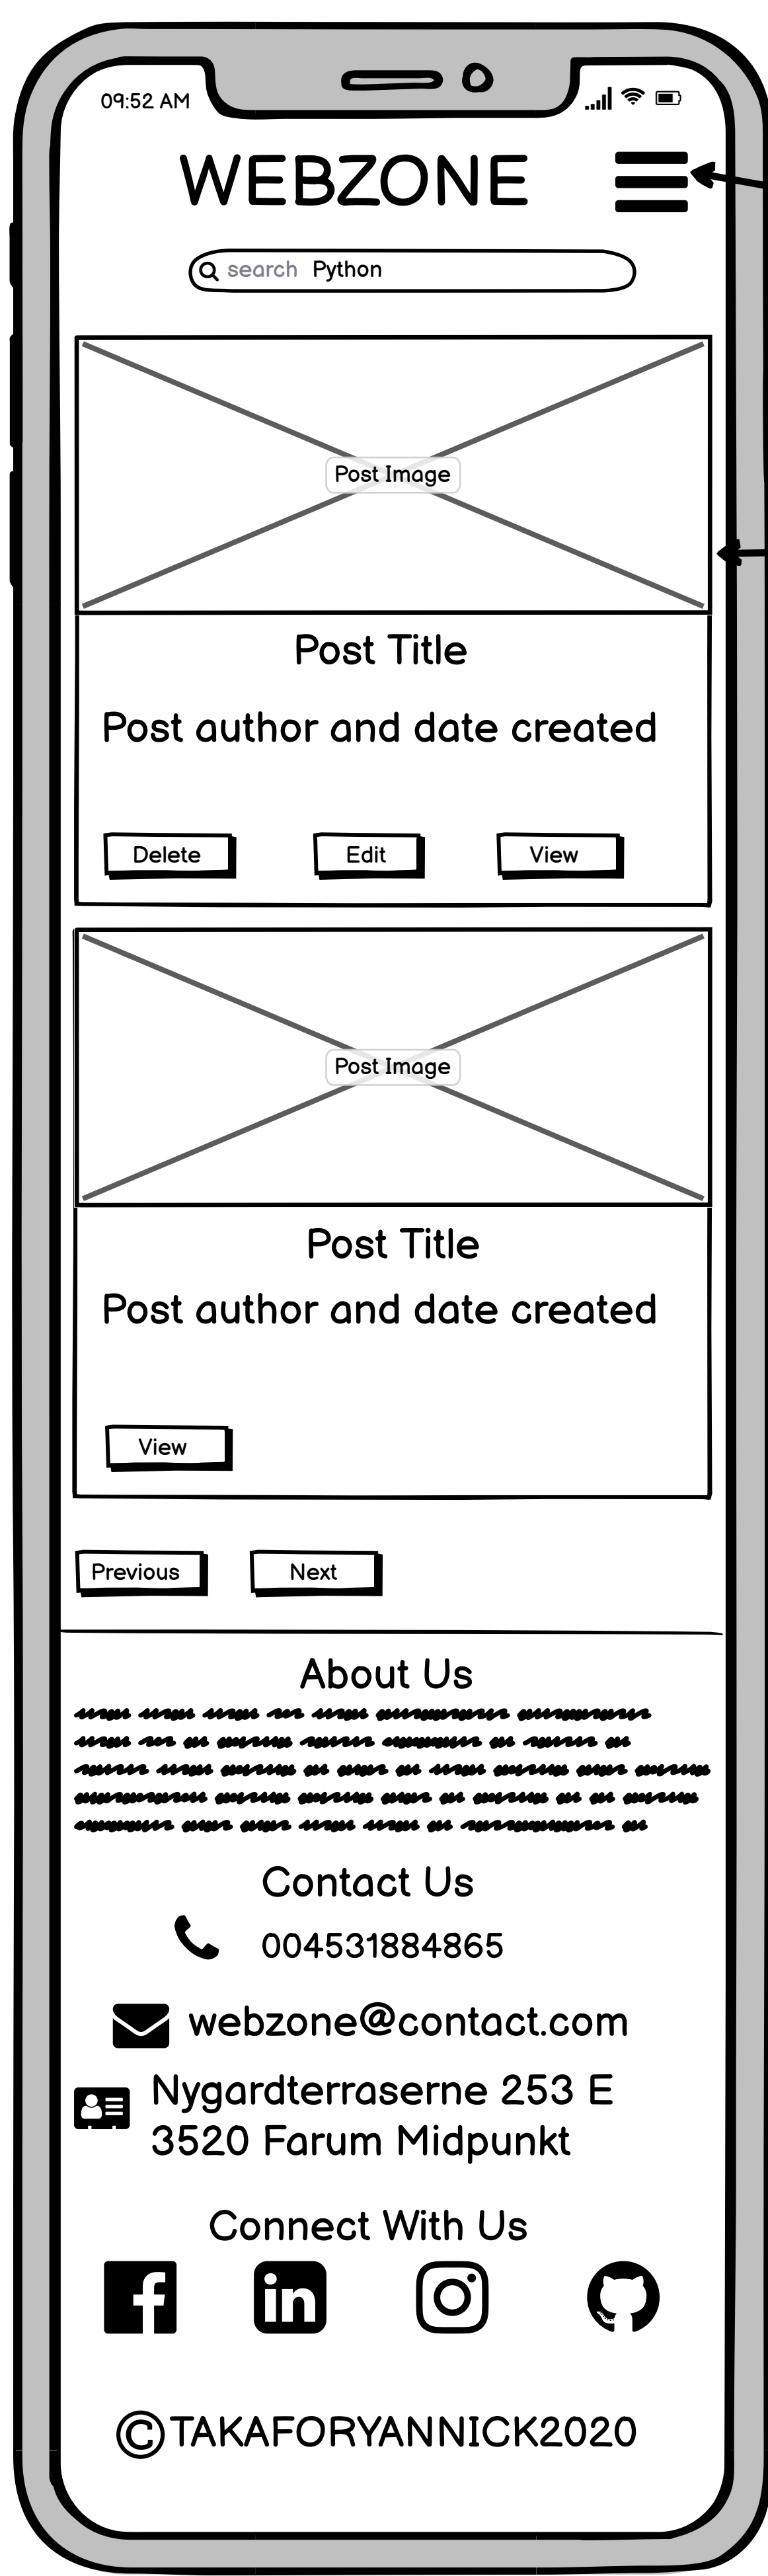 09:52 AM
WEBZONE
search Python
Post Image
Post Title
Post author and date created
Delete Edit View
Post Image
Post Title
Post author and date created
View
Previous Next
About Us
Contact Us
004531884865
webzone@contact.com
Nygardterraserne 253 E
3520 Farum Midpunkt
Connect With Us
f in
©TAKAFORYANNICK2020